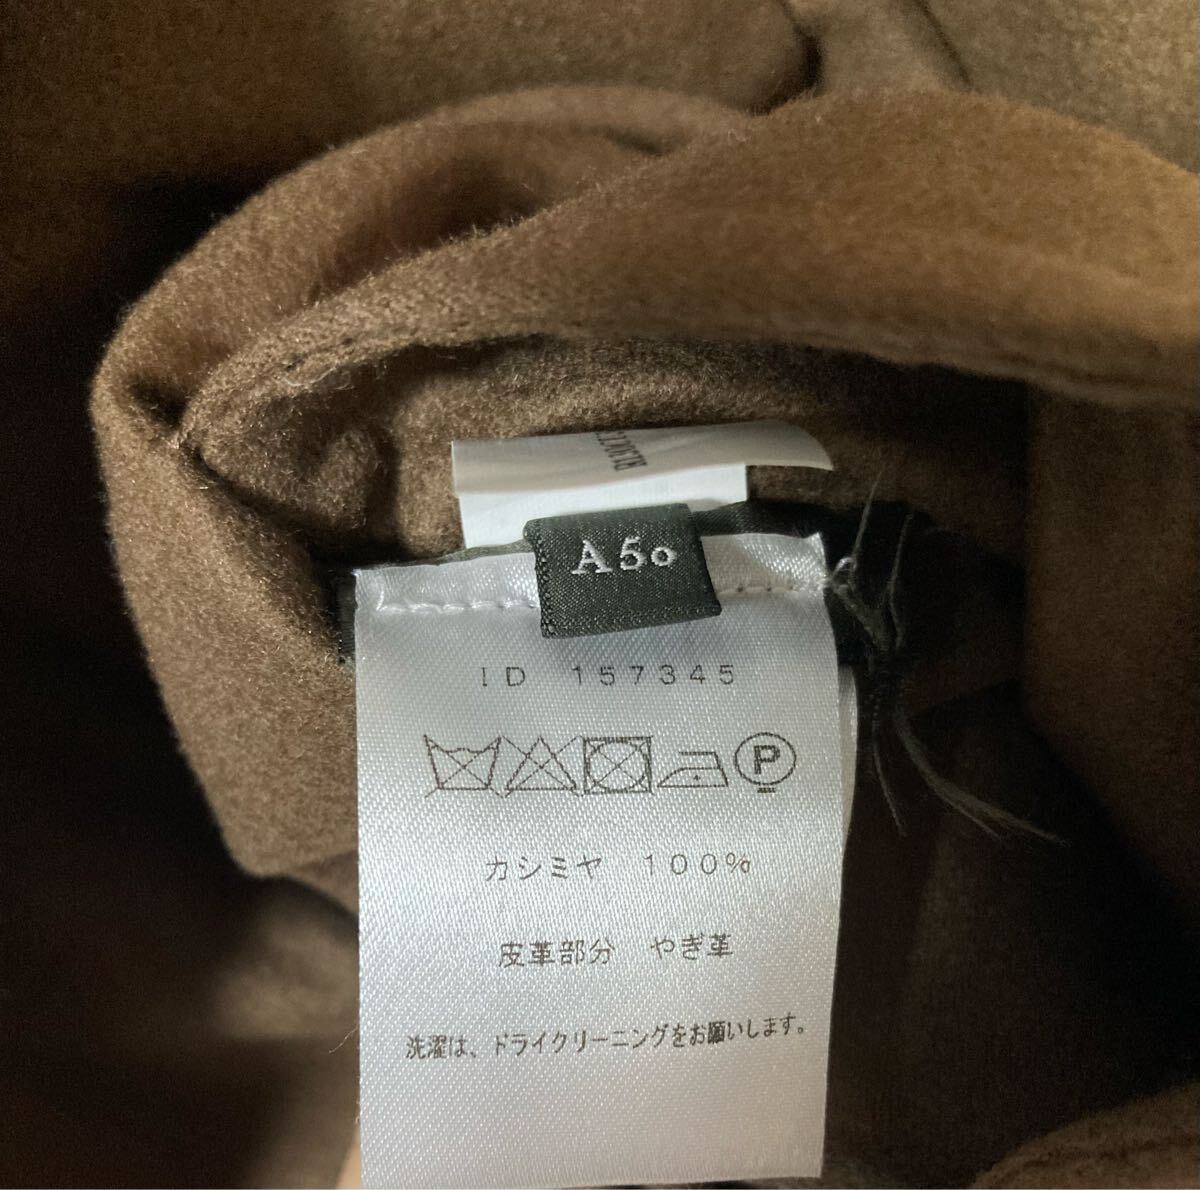 A5o
ID 157345
P
カシミヤ 100%
皮革部分 やぎ革
洗濯は、ドライクリーニングをお願いします。